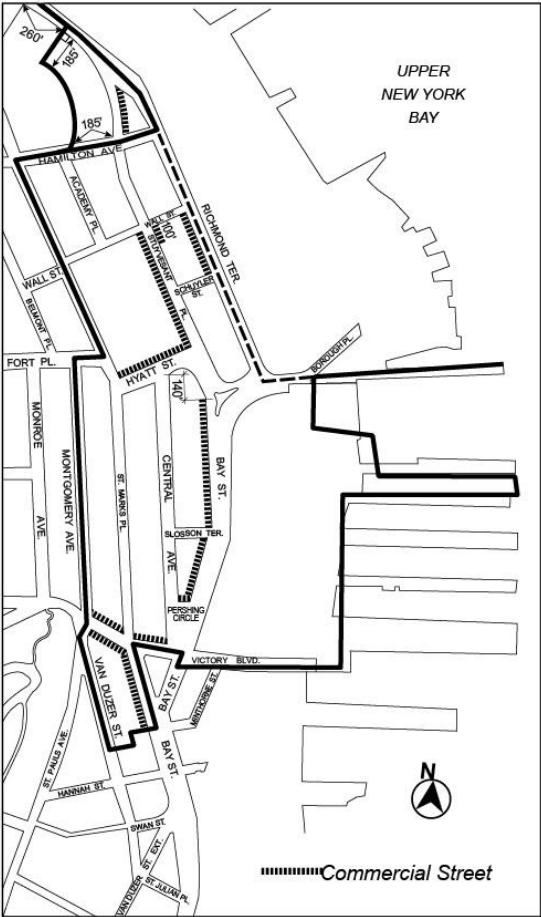 260'
185'
UPPER
NEW YORK
BAY
185'
HAMILTON AVE.
ACADEMY PL.
RICHMOND TER.
WALL ST.
100'
STUYVESANT
PL.
WALL ST.
SCHUYLER
ST.
BELMONT PL.
BOROUGH PL.
FORT PL.
HYATT ST.
140'
MONROE
AVE.
MONTGOMERY AVE.
ST. MARKS PL.
CENTRAL
AVE.
BAY ST.
SLOSSON TER.
PERSHING
CIRCLE
VICTORY BLVD.
VAN DUZER ST.
BAY ST.
MINTHORNE ST.
ST. PAULS AVE.
BAY ST.
HANNAH ST.
N
SWAN ST.
VAN DUZER
ST. EXT.
ST. JULIAN PL.
Commercial Street